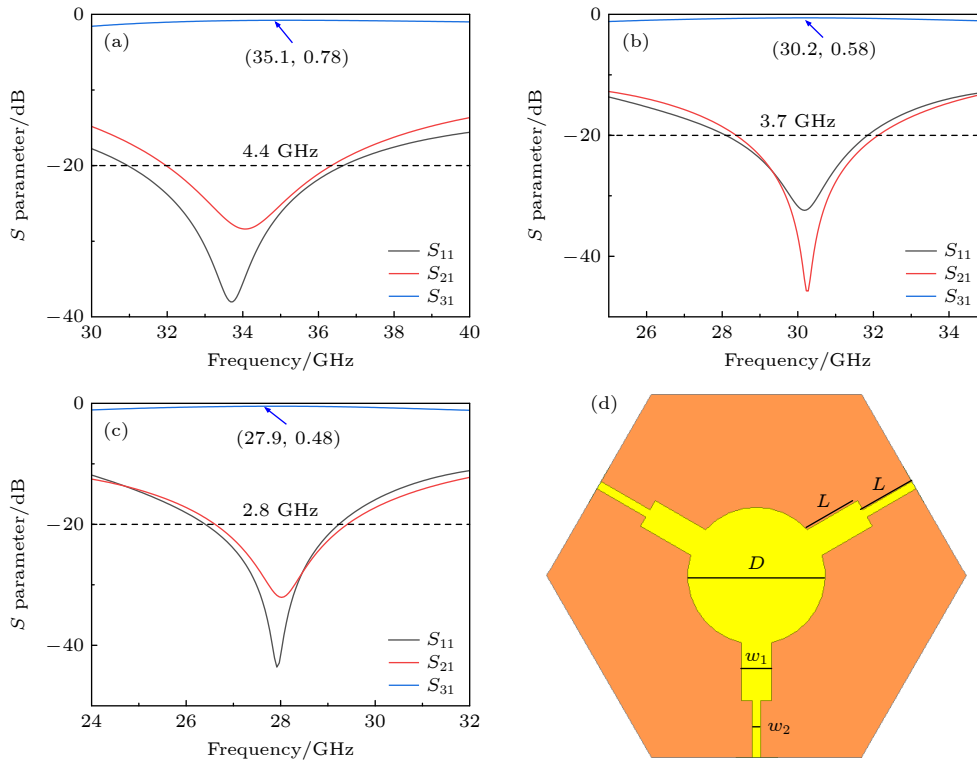 (a)
0
−20
−40
S parameter/dB
(35.1, 0.78)
4.4 GHz
S11
S21
S31
30 32 34 36 38 40
Frequency/GHz
(b)
0
−20
−40
S parameter/dB
(30.2, 0.58)
3.7 GHz
S11
S21
S31
26 28 30 32 34
Frequency/GHz
(c)
0
−20
−40
S parameter/dB
(27.9, 0.48)
2.8 GHz
S11
S21
S31
24 26 28 30 32
Frequency/GHz
(d)
L
L
D
w1
w2